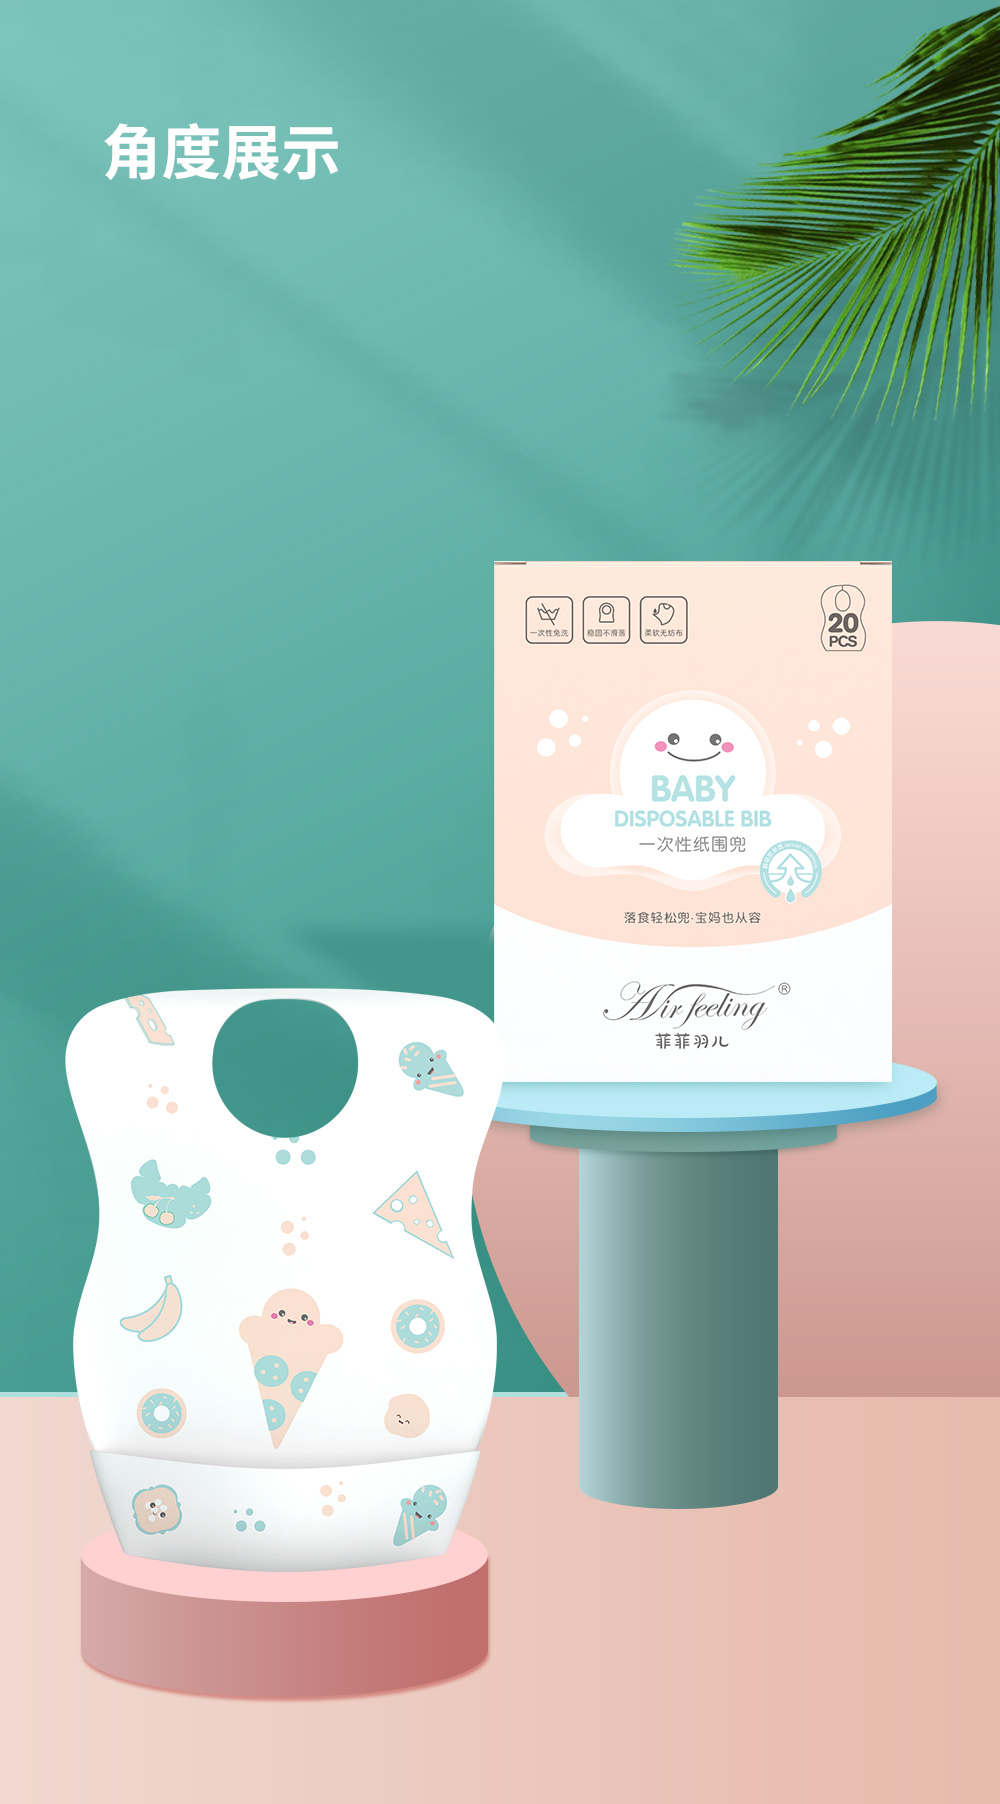 角度展示
一次性免洗
稳固不滑落
柔软无纺布
20
PCS
BABY
DISPOSABLE BIB
一次性纸围兜
落食轻松兜·宝妈也从容
Air feeling®
菲菲羽儿